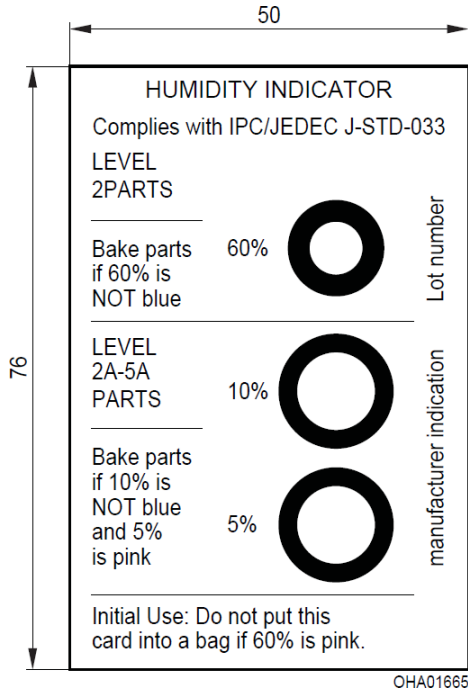 50
76
HUMIDITY INDICATOR
Complies with IPC/JEDEC J-STD-033
LEVEL
2PARTS
Bake parts
if 60% is
NOT blue
60%
Lot number
LEVEL
2A-5A
PARTS
10%
Bake parts
if 10% is
NOT blue
and 5%
is pink
5%
manufacturer indication
Initial Use: Do not put this
card into a bag if 60% is pink.
OHA01665